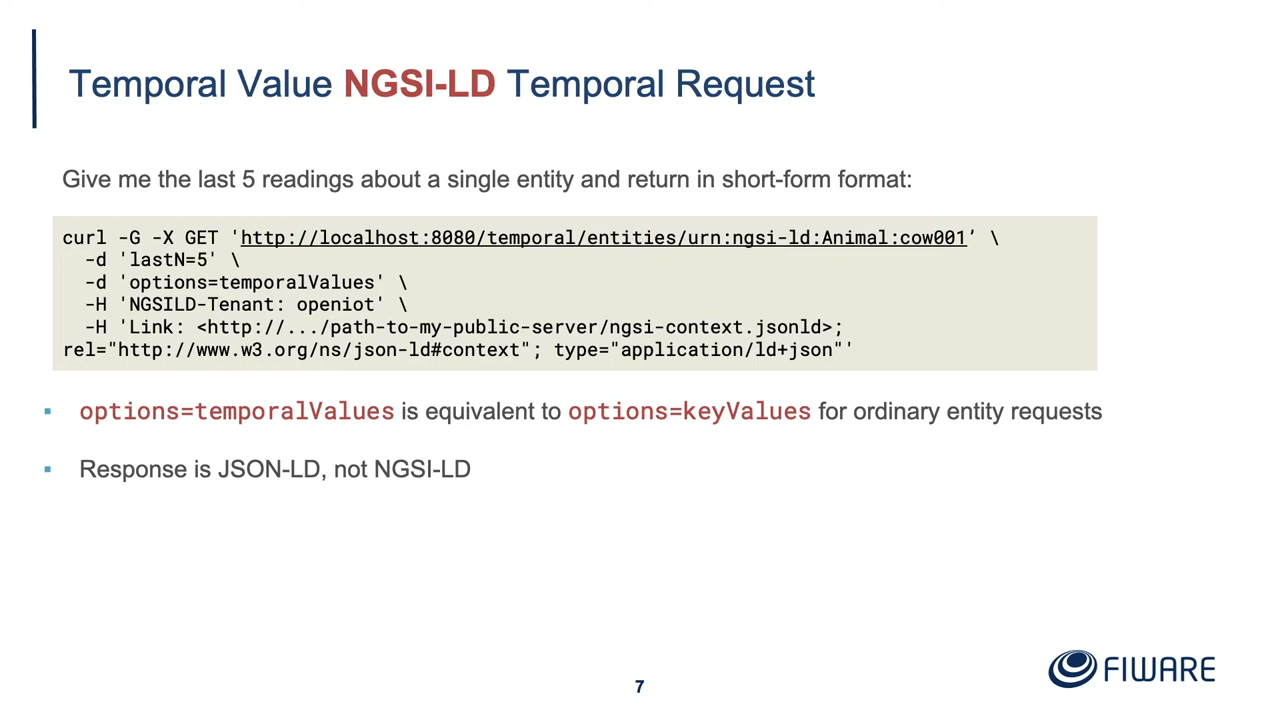 Temporal Value NGSI-LD Temporal Request
Give me the last 5 readings about a single entity and return in short-form format:
curl -G -X GET 'http://localhost:8080/temporal/entities/urn:ngsi-ld:Animal:cow001’ \
-d 'lastN=5' \
-d 'options=temporalValues' \
-H 'NGSILD-Tenant: openiot' \
-H 'Link: <http://.../path-to-my-public-server/ngsi-context.jsonld>;
rel="http://www.w3.org/ns/json-ld#context"; type="application/ld+json"'
▪ options=temporalValues is equivalent to options=keyValues for ordinary entity requests
▪ Response is JSON-LD, not NGSI-LD
FIWARE
7